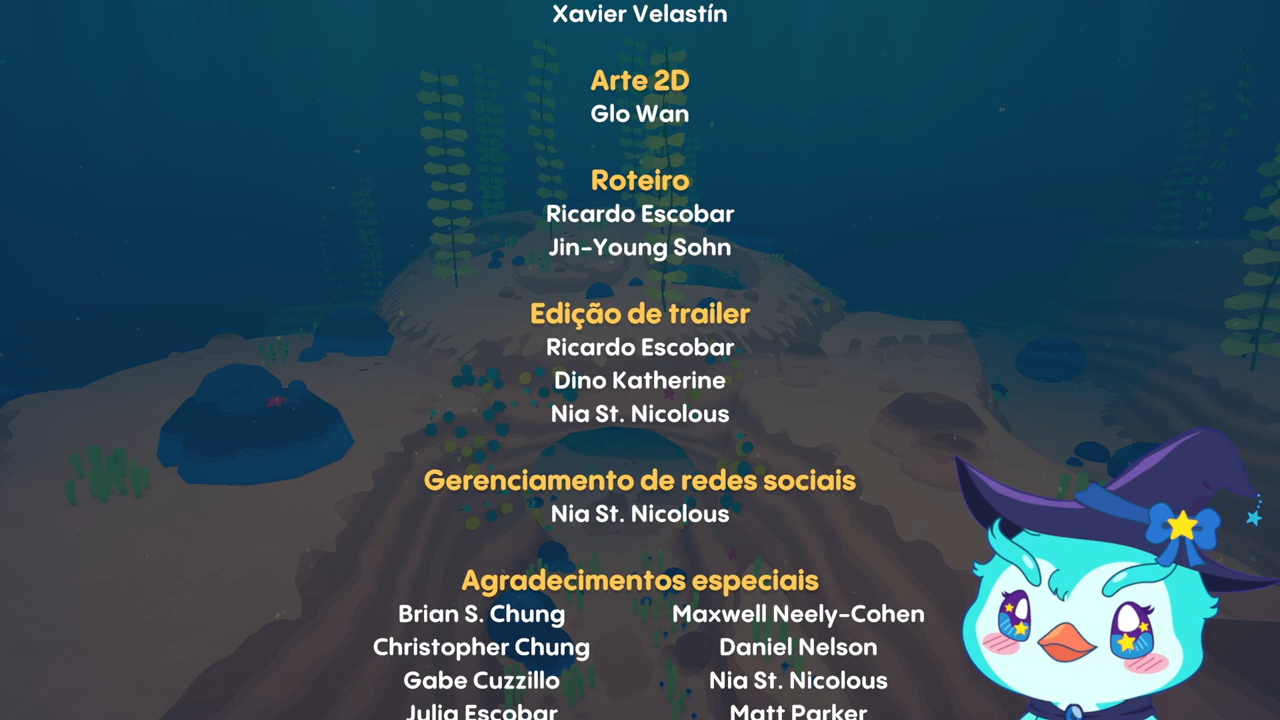 Xavier Velastín
Arte 2D
Glo Wan
Roteiro
Ricardo Escobar
Jin-Young Sohn
Edição de trailer
Ricardo Escobar
Dino Katherine
Nia St. Nicolous
Gerenciamento de redes sociais
Nia St. Nicolous
Agradecimentos especiais
Brian S. Chung Maxwell Neely-Cohen
Christopher Chung Daniel Nelson
Gabe Cuzzillo Nia St. Nicolous
Julia Escobar Matt Parker